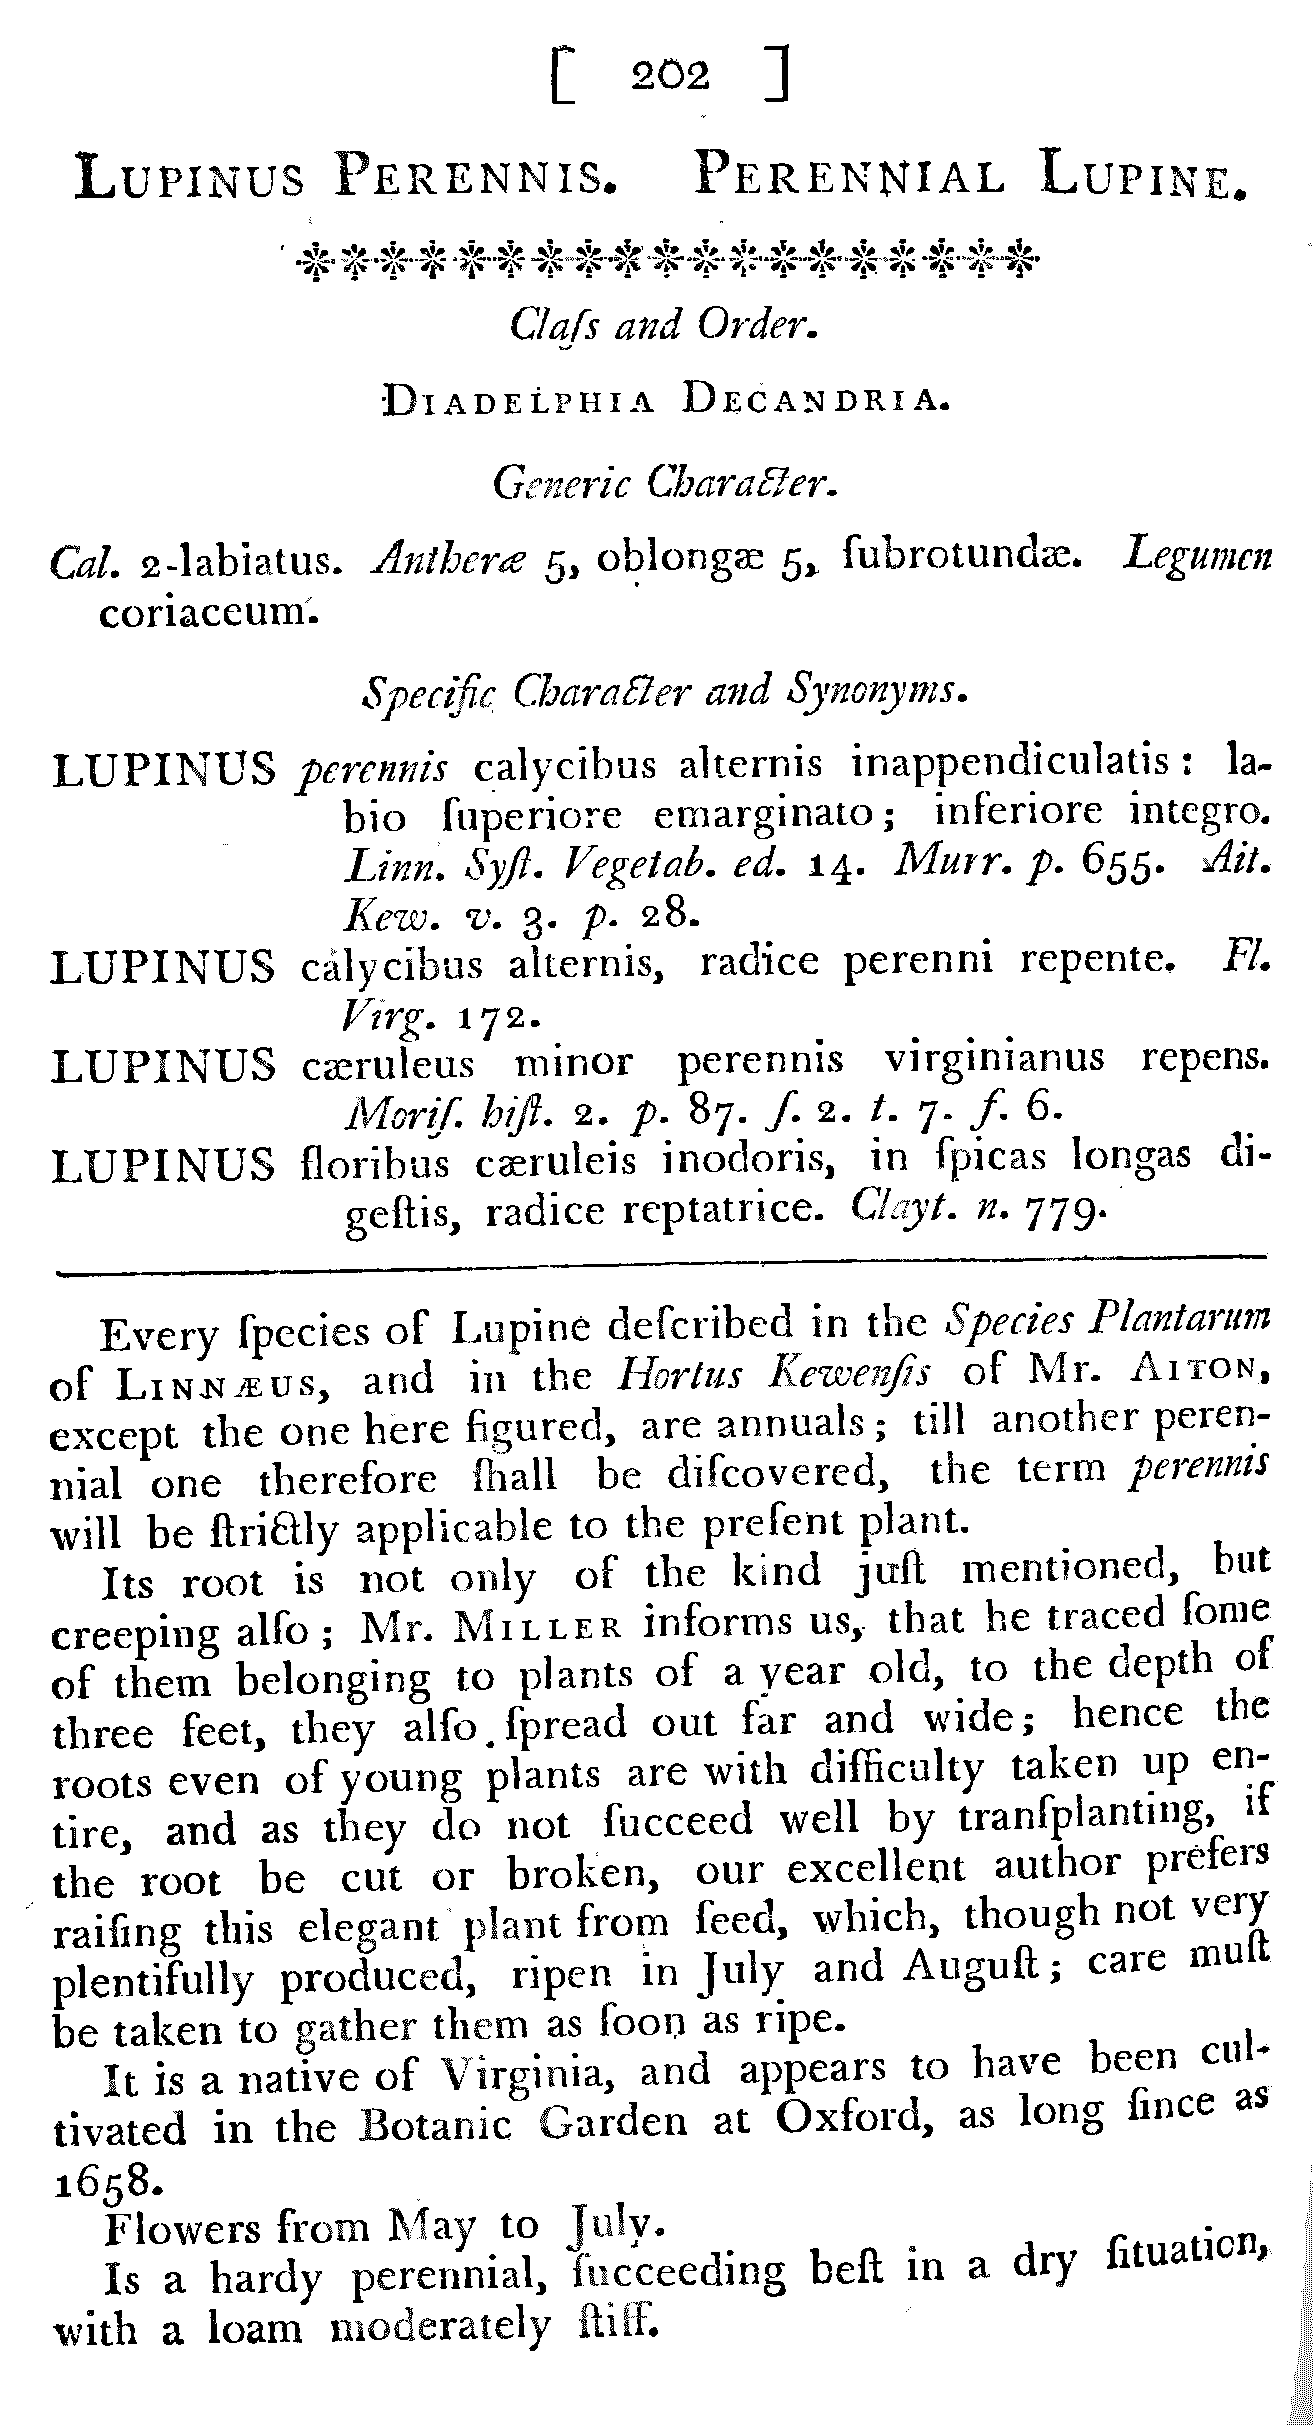 [ 202 ]
LUPINUS PERENNIS. PERENNIAL LUPINE.
Claſs and Order.
DIADELPHIA DECANDRIA.
Generic Character.
Cal. 2-labiatus. Antheræ 5, oblongæ 5, ſubrotundæ. Legumen
coriaceum.
Specific Character and Synonyms.
LUPINUS perennis calycibus alternis inappendiculatis: la-
bio ſuperiore emarginato; inferiore integro.
Linn. Syſt. Vegetab. ed. 14. Murr. p. 655. Ait.
Kew. v. 3. p. 28.
LUPINUS calycibus alternis, radice perenni repente. Fl.
Virg. 172.
LUPINUS cæruleus minor perennis virginianus repens.
Moriſ. hiſt. 2. p. 87. ſ. 2. t. 7. f. 6.
LUPINUS floribus cæruleis inodoris, in ſpicas longas di-
geſtis, radice reptatrice. Clayt. n. 779.
Every ſpecies of Lupine deſcribed in the Species Plantarum
of LINNÆUS, and in the Hortus Kewenſis of Mr. AITON,
except the one here figured, are annuals; till another peren-
nial one therefore ſhall be diſcovered, the term perennis
will be ſtrictly applicable to the preſent plant.
Its root is not only of the kind juſt mentioned, but
creeping alſo; Mr. MILLER informs us, that he traced ſome
of them belonging to plants of a year old, to the depth of
three feet, they alſo ſpread out far and wide; hence the
roots even of young plants are with difficulty taken up en-
tire, and as they do not ſucceed well by tranſplanting, if
the root be cut or broken, our excellent author prefers
raiſing this elegant plant from ſeed, which, though not very
plentifully produced, ripen in July and Auguſt; care muſt
be taken to gather them as ſoon as ripe.
It is a native of Virginia, and appears to have been cul-
tivated in the Botanic Garden at Oxford, as long ſince as
1658.
Flowers from May to July.
Is a hardy perennial, ſucceeding beſt in a dry ſituation,
with a loam moderately ſtiff.